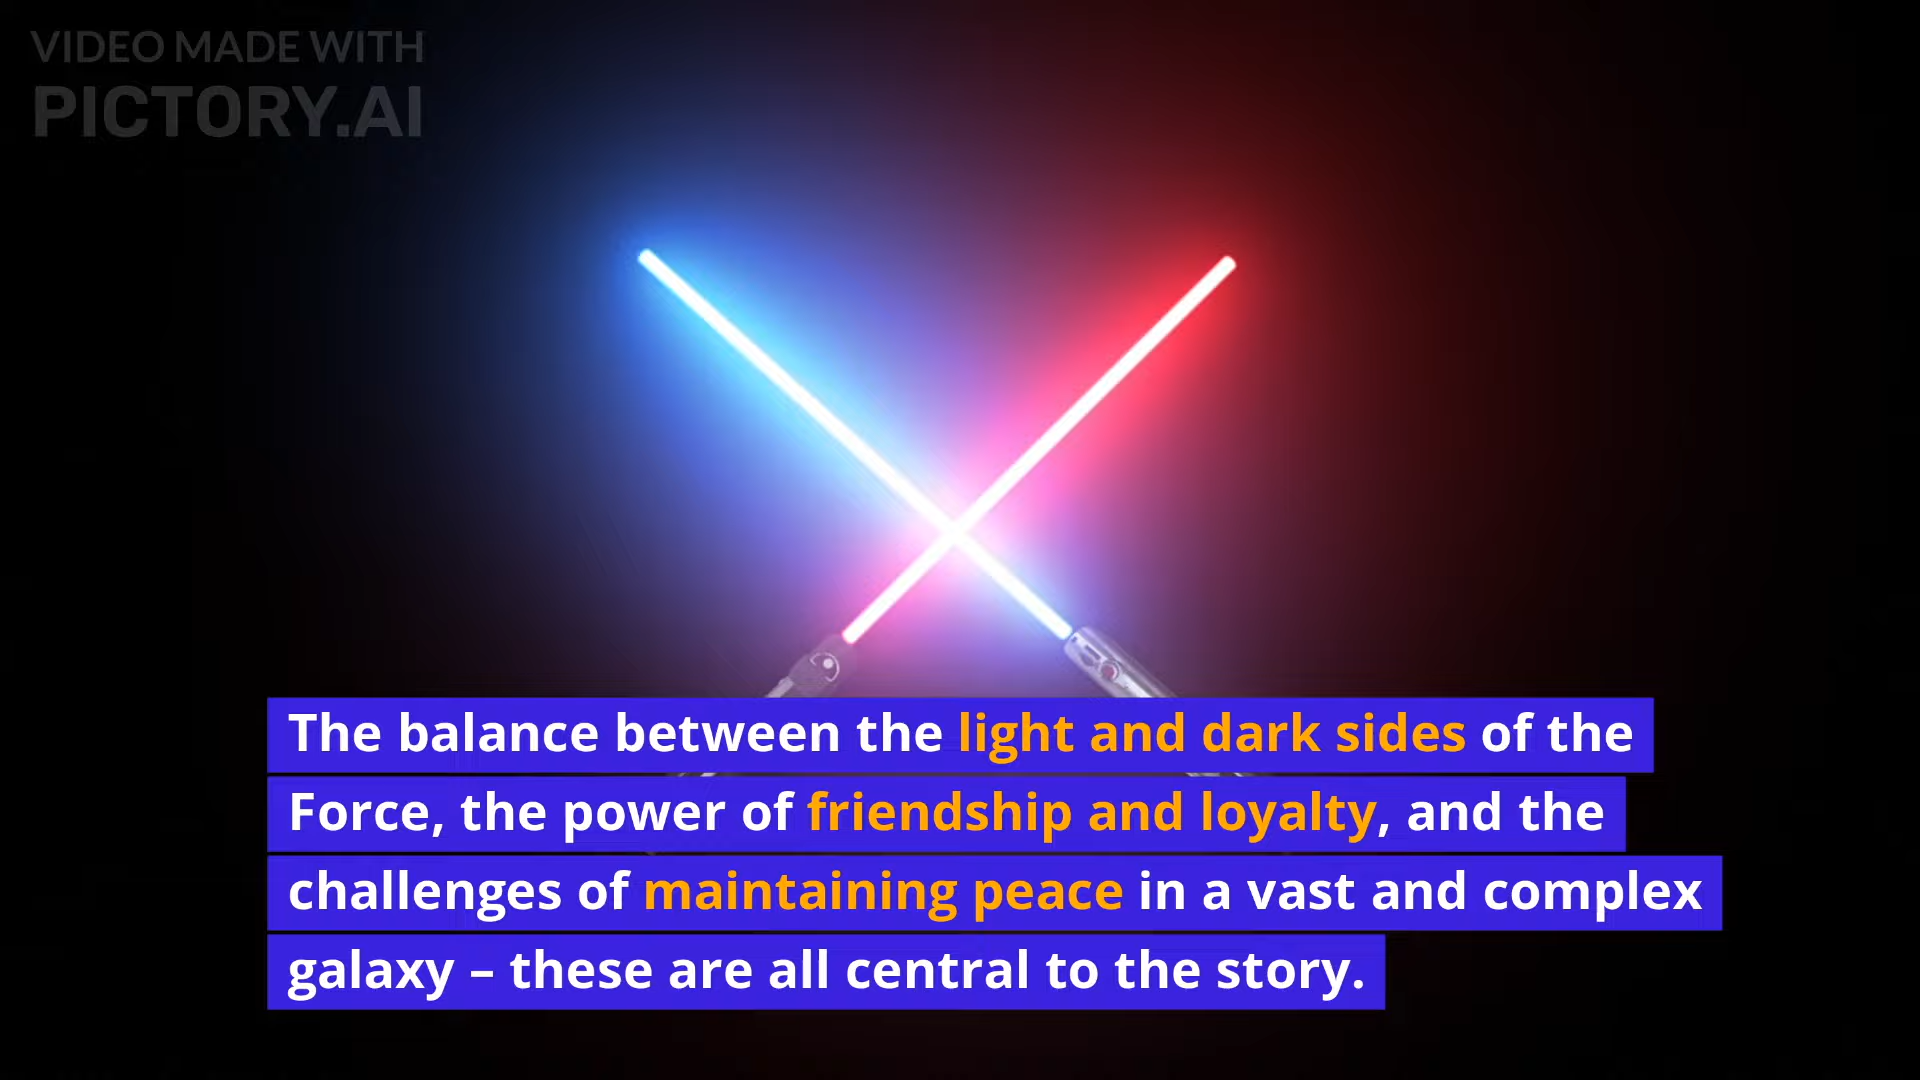 VIDEO MADE WITH
PICTORY.AI
The balance between the light and dark sides of the
Force, the power of friendship and loyalty, and the
challenges of maintaining peace in a vast and complex
galaxy – these are all central to the story.